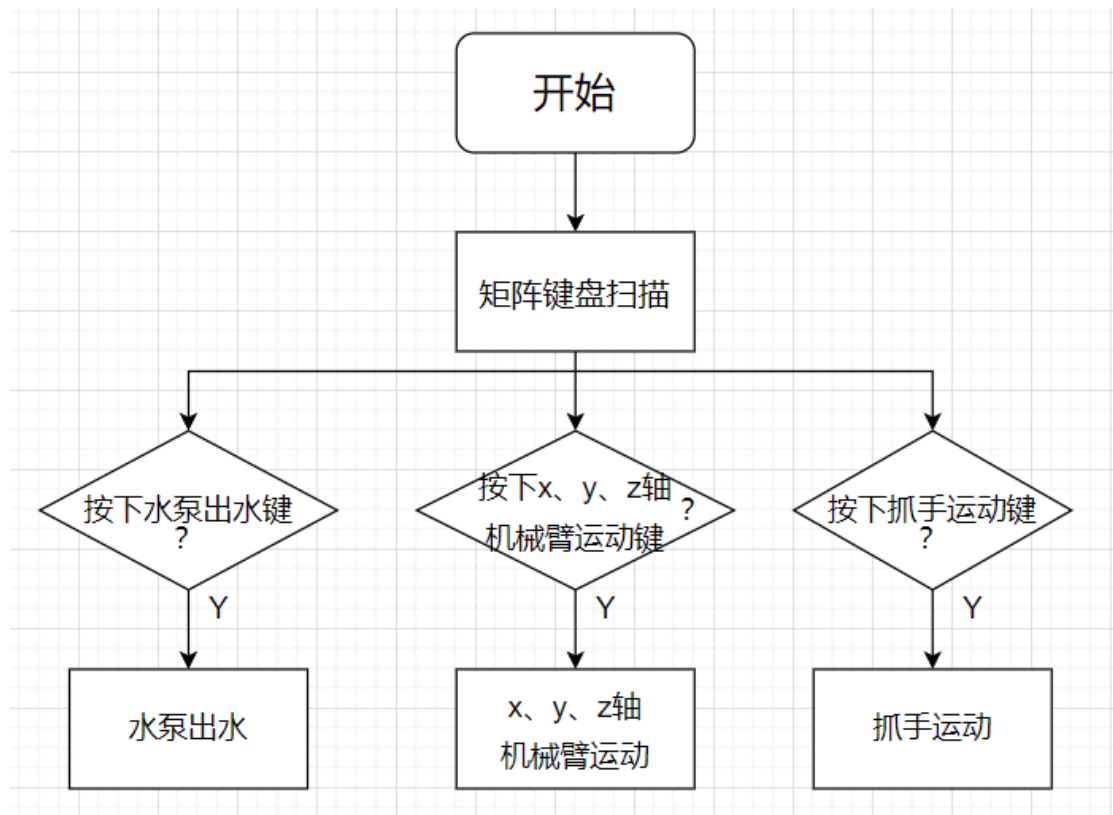 开始
矩阵键盘扫描
按下水泵出水键
？
按下x、y、z轴
机械臂运动键
？
按下抓手运动键
？
Y
Y
Y
水泵出水
x、y、z轴
机械臂运动
抓手运动